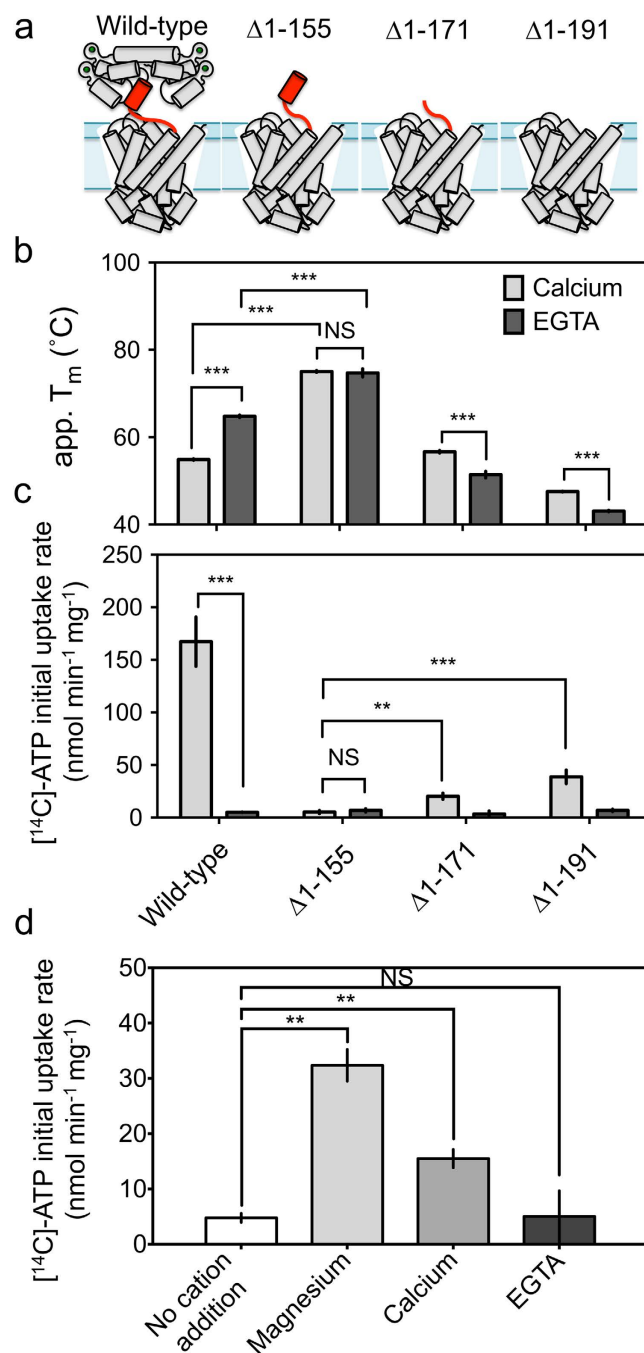 a
Wild-type Δ1-155 Δ1-171 Δ1-191
b
app. Tm (˚C)
100
80
60
40
Calcium
EGTA
***
***
***
NS
***
***
c
[¹⁴C]-ATP initial uptake rate
(nmol min⁻¹ mg⁻¹)
250
200
150
100
50
0
***
***
**
NS
Wild-type
Δ1-155
Δ1-171
Δ1-191
d
[¹⁴C]-ATP initial uptake rate
(nmol min⁻¹ mg⁻¹)
50
40
30
20
10
0
NS
**
**
No cation
addition
Magnesium
Calcium
EGTA